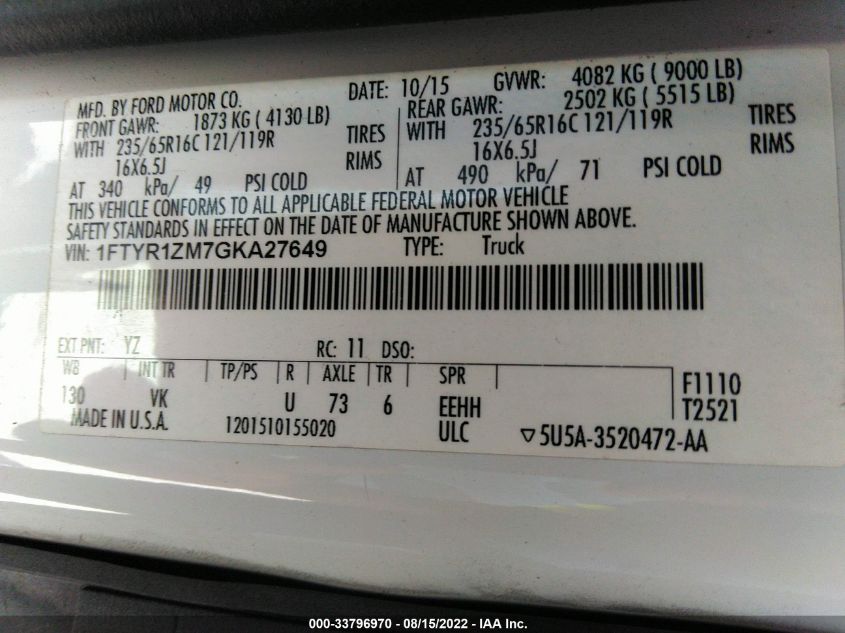 MFD. BY FORD MOTOR CO. DATE: 10/15 GVWR: 4082 KG ( 9000 LB)
FRONT GAWR: 1873 KG ( 4130 LB) REAR GAWR: 2502 KG ( 5515 LB)
WITH 235/65R16C 121/119R TIRES WITH 235/65R16C 121/119R TIRES
16X6.5J RIMS 16X6.5J RIMS
AT 340 kPa/ 49 PSI COLD AT 490 kPa/ 71 PSI COLD
THIS VEHICLE CONFORMS TO ALL APPLICABLE FEDERAL MOTOR VEHICLE
SAFETY STANDARDS IN EFFECT ON THE DATE OF MANUFACTURE SHOWN ABOVE.
VIN: 1FTYR1ZM7GKA27649 TYPE: Truck
EXT PNT: YZ RC: 11 DSO:
WB INT TR TP/PS R AXLE TR SPR F1110
130 VK U 73 6 EEHH T2521
MADE IN U.S.A. 1201510155020 ULC ▽5U5A-3520472-AA
000-33796970 - 08/15/2022 - IAA Inc.